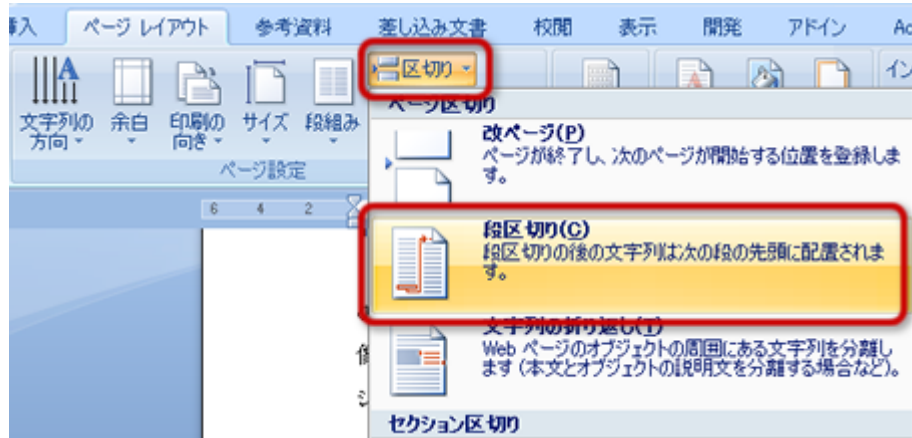 挿入 ページ レイアウト 参考資料 差し込み文書 校閲 表示 開発 アドイン Ac
区切り
イン
文字列の方向 余白 印刷の向き サイズ 段組み
ページ設定
ページ区切り
改ページ(P)
ページが終了し、次のページが開始する位置を登録しま
す。
6 4 2
段区切り(C)
段区切りの後の文字列は次の段の先頭に配置されま
す。
文字列の折り返し(T)
Web ページのオブジェクトの周囲にある文字列を分離し
ます (本文とオブジェクトの説明文を分離する場合など)。
セクション区切り